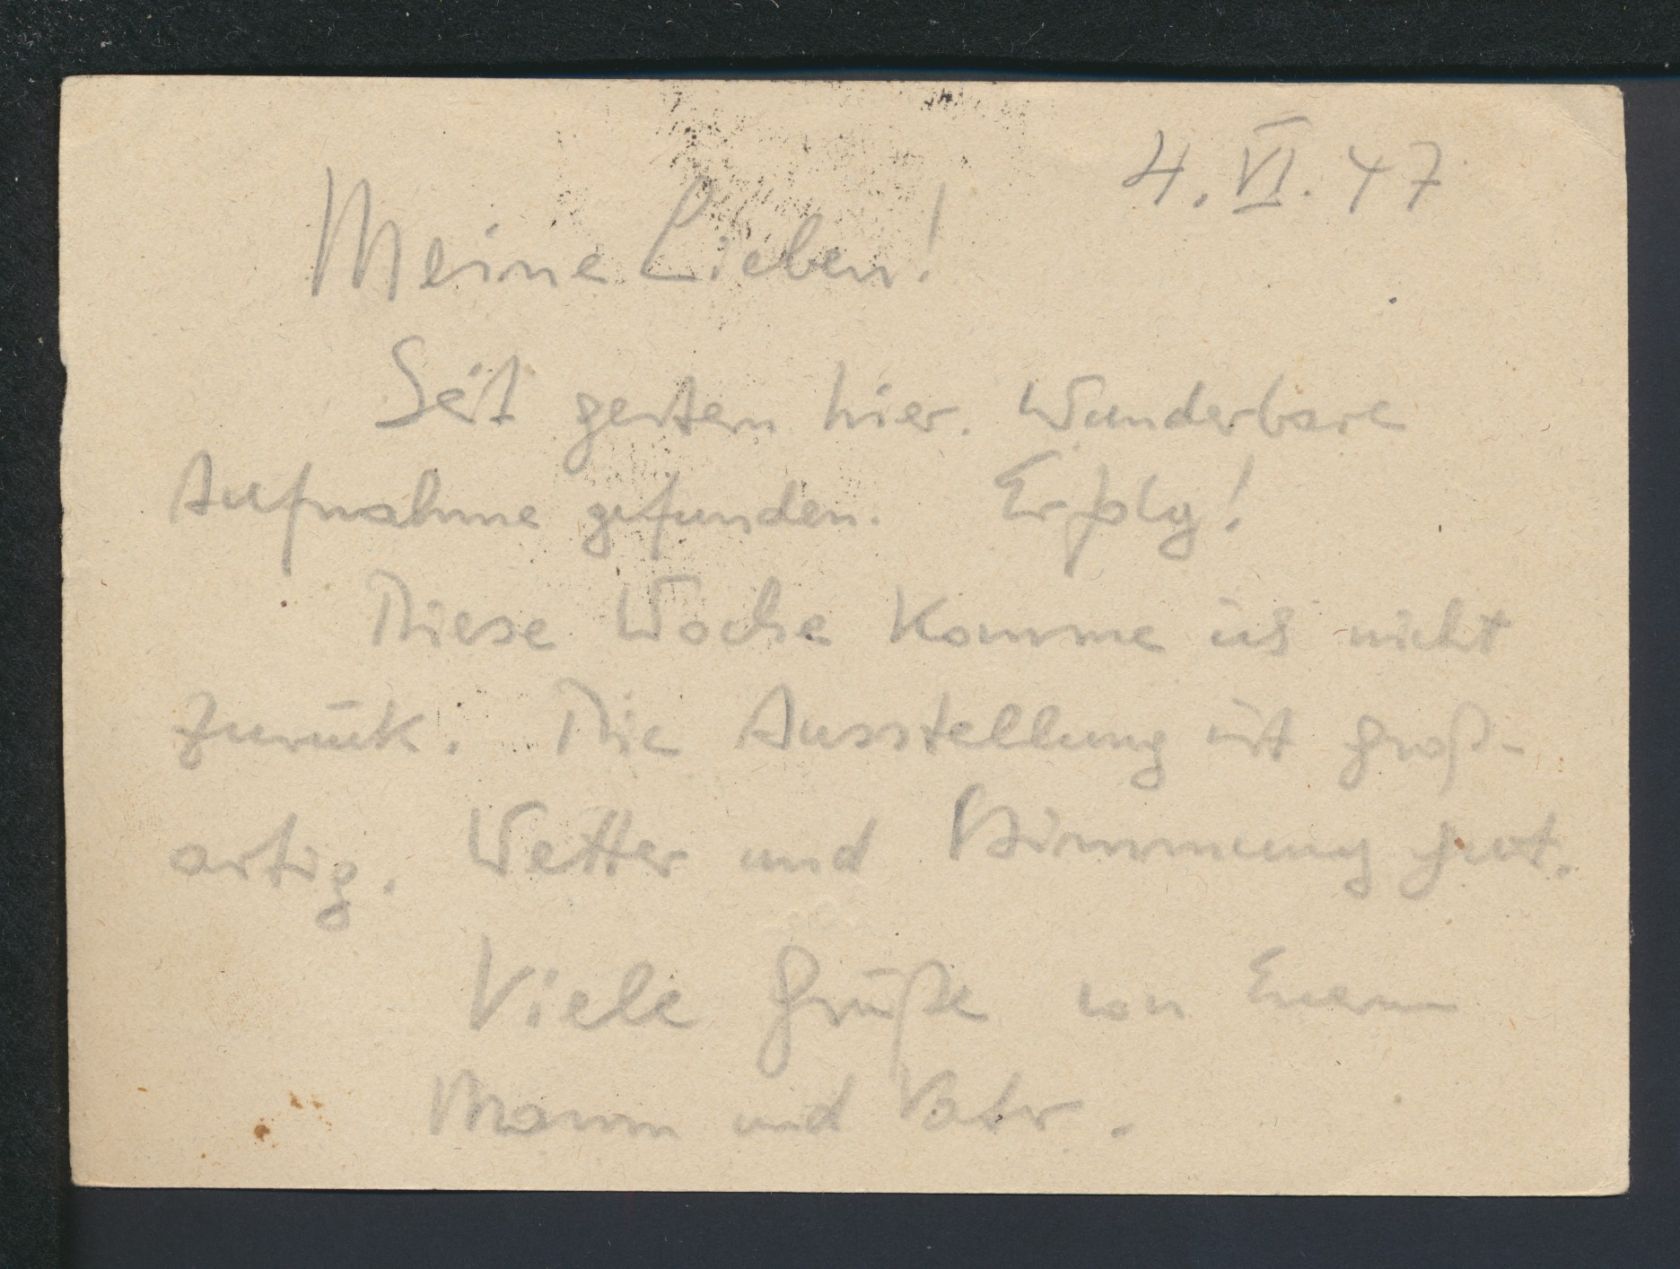 4. VI. 47
Meine Lieben!
Seit gestern hier. Wunderbare
Aufnahme gefunden. Erfolg!
Diese Woche komme ich nicht
zurück. Die Ausstellung ist groß-
artig. Wetter und Stimmung gut.
Viele Grüße von Euerm
Mann und Vater.